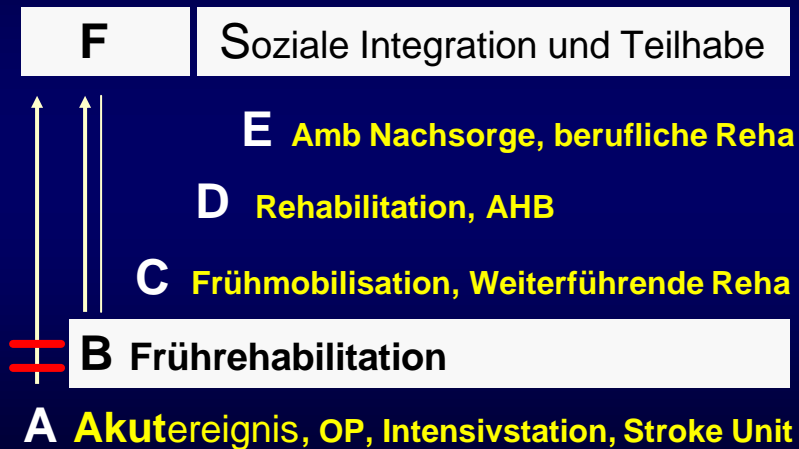 F Soziale Integration und Teilhabe
E Amb Nachsorge, berufliche Reha
D Rehabilitation, AHB
C Frühmobilisation, Weiterführende Reha
B Frührehabilitation
A Akutereignis, OP, Intensivstation, Stroke Unit